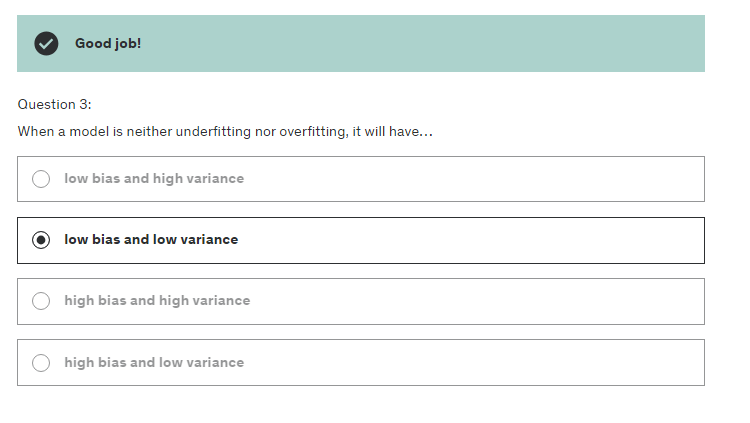 Good job!
Question 3:
When a model is neither underfitting nor overfitting, it will have...
low bias and high variance
low bias and low variance
high bias and high variance
high bias and low variance